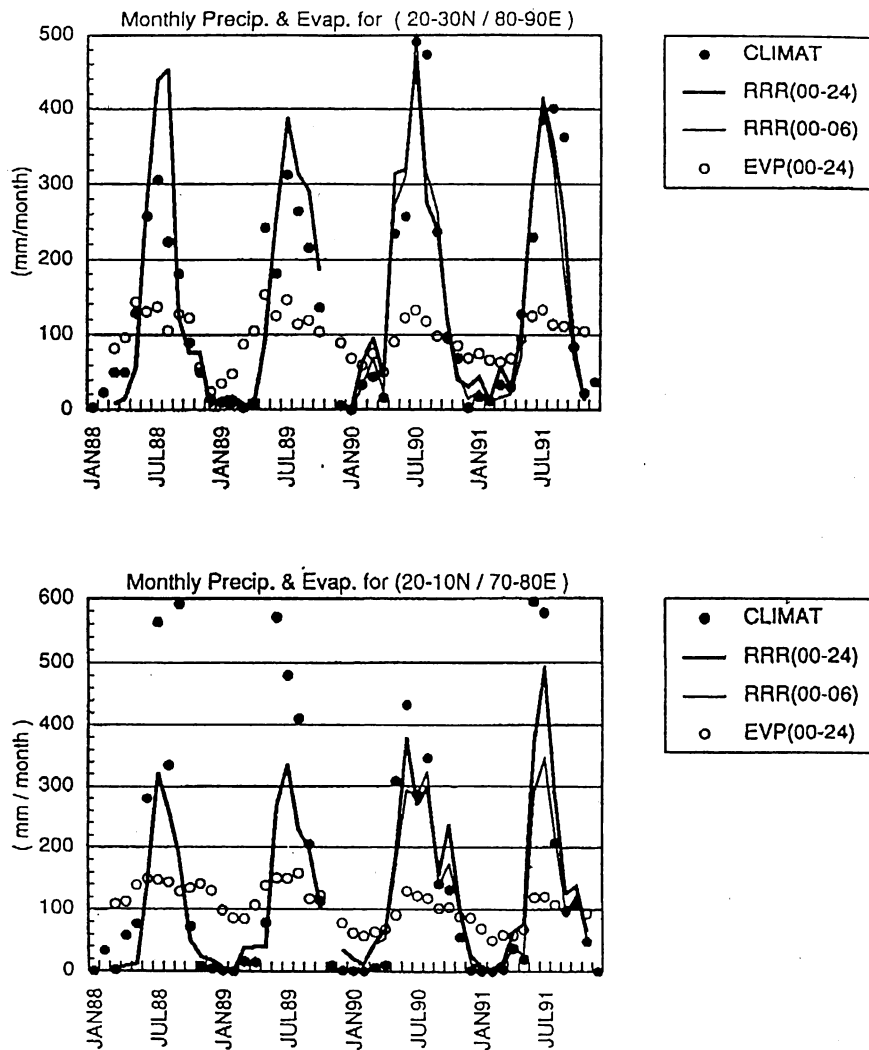 Monthly Precip. & Evap. for ( 20-30N / 80-90E )
500
400
300
200
100
0
(mm/month)
JAN88
JUL88
JAN89
JUL89
JAN90
JUL90
JAN91
JUL91
CLIMAT
RRR(00-24)
RRR(00-06)
EVP(00-24)
Monthly Precip. & Evap. for (20-10N / 70-80E )
600
500
400
300
200
100
0
( mm / month )
JAN88
JUL88
JAN89
JUL89
JAN90
JUL90
JAN91
JUL91
CLIMAT
RRR(00-24)
RRR(00-06)
EVP(00-24)